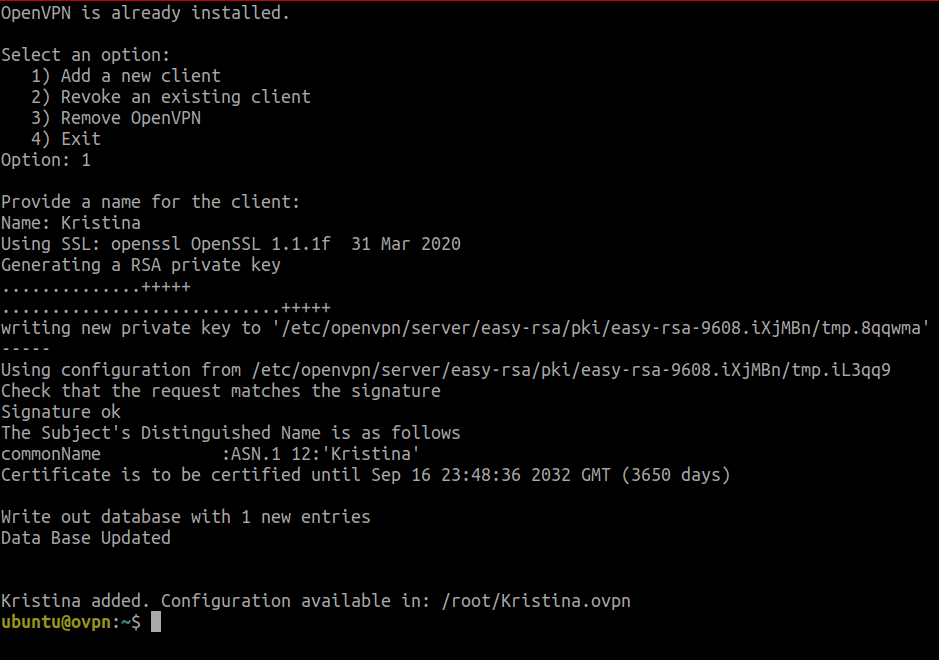 OpenVPN is already installed.
Select an option:
1) Add a new client
2) Revoke an existing client
3) Remove OpenVPN
4) Exit
Option: 1
Provide a name for the client:
Name: Kristina
Using SSL: openssl OpenSSL 1.1.1f  31 Mar 2020
Generating a RSA private key
..............+++++
............................+++++
writing new private key to '/etc/openvpn/server/easy-rsa/pki/easy-rsa-9608.iXjMBn/tmp.8qqwma'
-----
Using configuration from /etc/openvpn/server/easy-rsa/pki/easy-rsa-9608.iXjMBn/tmp.iL3qq9
Check that the request matches the signature
Signature ok
The Subject's Distinguished Name is as follows
commonName            :ASN.1 12:'Kristina'
Certificate is to be certified until Sep 16 23:48:36 2032 GMT (3650 days)
Write out database with 1 new entries
Data Base Updated
Kristina added. Configuration available in: /root/Kristina.ovpn
ubuntu@ovpn:~$